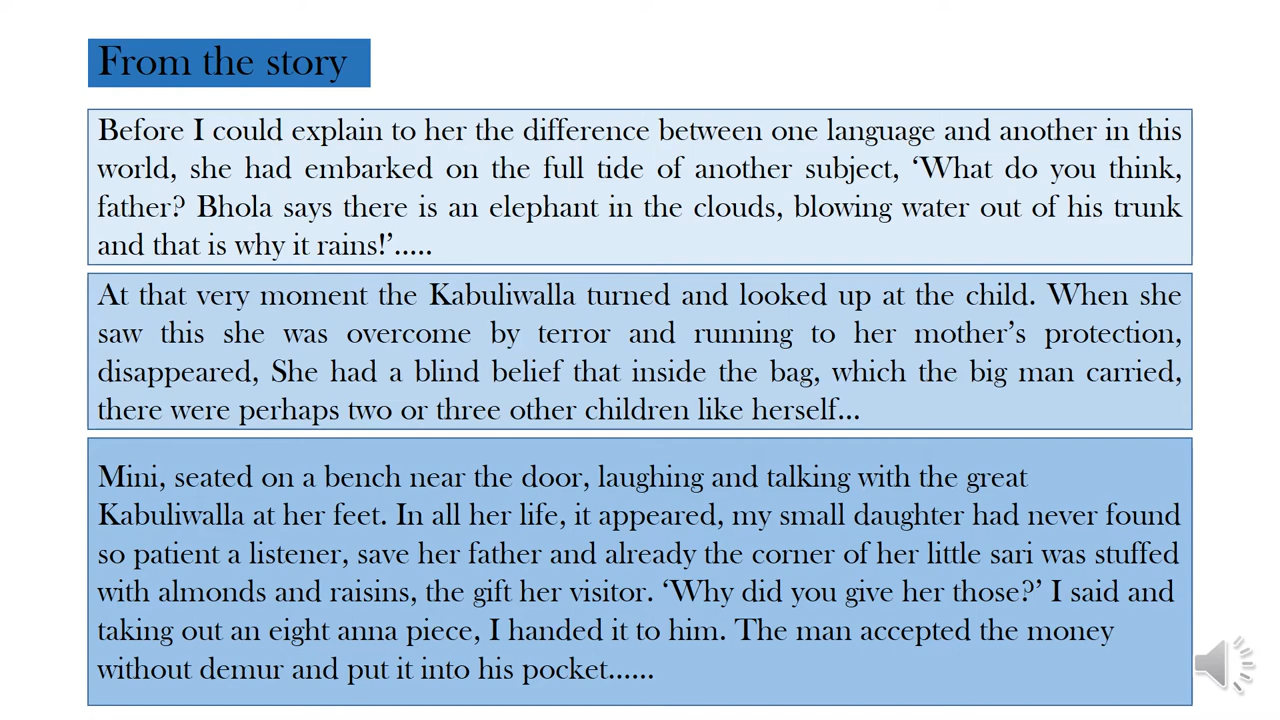 From the story
Before I could explain to her the difference between one language and another in this
world, she had embarked on the full tide of another subject, ‘What do you think,
father? Bhola says there is an elephant in the clouds, blowing water out of his trunk
and that is why it rains!’.....
At that very moment the Kabuliwalla turned and looked up at the child. When she
saw this she was overcome by terror and running to her mother’s protection,
disappeared, She had a blind belief that inside the bag, which the big man carried,
there were perhaps two or three other children like herself...
Mini, seated on a bench near the door, laughing and talking with the great
Kabuliwalla at her feet. In all her life, it appeared, my small daughter had never found
so patient a listener, save her father and already the corner of her little sari was stuffed
with almonds and raisins, the gift her visitor. ‘Why did you give her those?’ I said and
taking out an eight anna piece, I handed it to him. The man accepted the money
without demur and put it into his pocket......